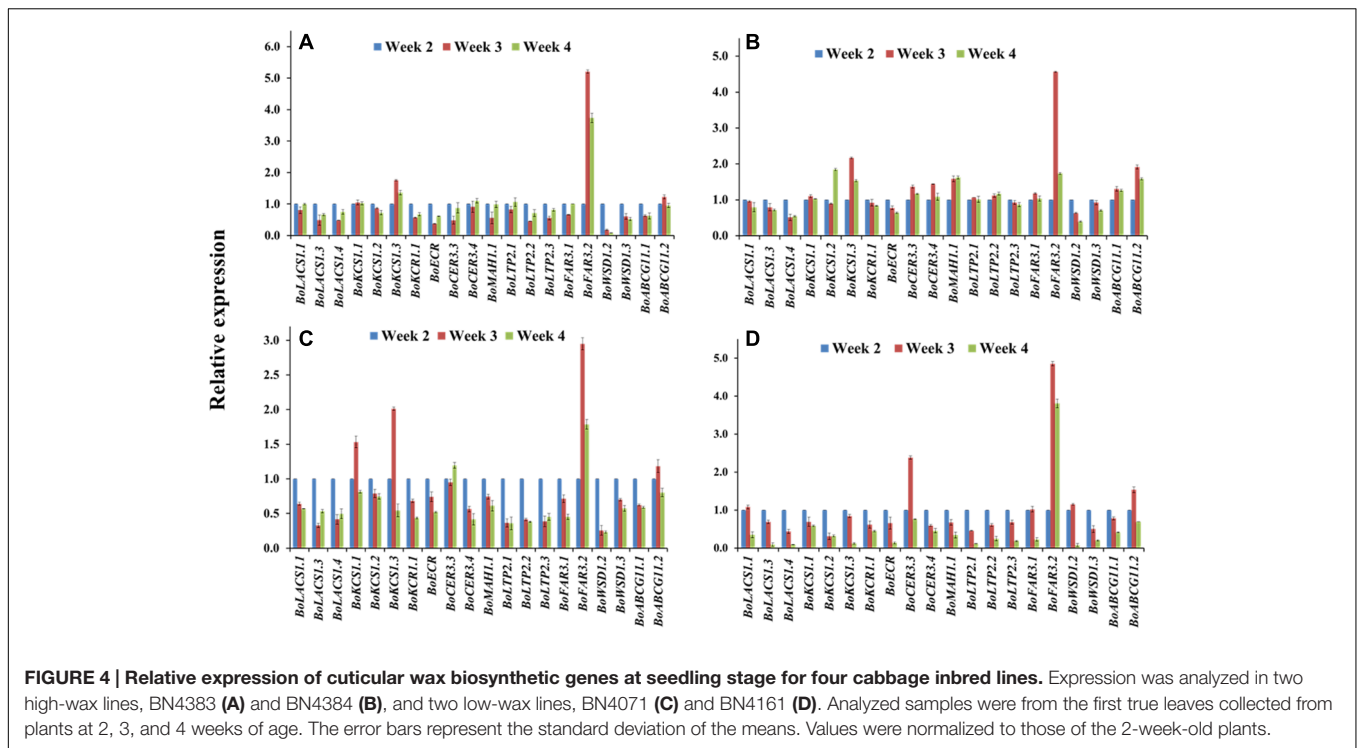 A
Week 2 Week 3 Week 4
6.0
5.0
4.0
3.0
2.0
1.0
0.0
BoLACS1.1 BoLACS1.3 BoLACS1.4 BoKCS1.1 BoKCS1.2 BoKCS1.3 BoKCR1.1 BoECR BoCER3.3 BoCER3.4 BoMAH1.1 BoLTP2.1 BoLTP2.2 BoLTP2.3 BoFAR3.1 BoFAR3.2 BoWSD1.2 BoWSD1.3 BoABCG11.1 BoABCG11.2
B
Week 2 Week 3 Week 4
5.0
4.0
3.0
2.0
1.0
0.0
BoLACS1.1 BoLACS1.3 BoLACS1.4 BoKCS1.1 BoKCS1.2 BoKCS1.3 BoKCR1.1 BoECR BoCER3.3 BoCER3.4 BoMAH1.1 BoLTP2.1 BoLTP2.2 BoLTP2.3 BoFAR3.1 BoFAR3.2 BoWSD1.2 BoWSD1.3 BoABCG11.1 BoABCG11.2
Relative expression
C
Week 2 Week 3 Week 4
3.0
2.5
2.0
1.5
1.0
0.5
0.0
BoLACS1.1 BoLACS1.3 BoLACS1.4 BoKCS1.1 BoKCS1.2 BoKCS1.3 BoKCR1.1 BoECR BoCER3.3 BoCER3.4 BoMAH1.1 BoLTP2.1 BoLTP2.2 BoLTP2.3 BoFAR3.1 BoFAR3.2 BoWSD1.2 BoWSD1.3 BoABCG11.1 BoABCG11.2
D
Week 2 Week 3 Week 4
5.0
4.0
3.0
2.0
1.0
0.0
BoLACS1.1 BoLACS1.3 BoLACS1.4 BoKCS1.1 BoKCS1.2 BoKCS1.3 BoKCR1.1 BoECR BoCER3.3 BoCER3.4 BoMAH1.1 BoLTP2.1 BoLTP2.2 BoLTP2.3 BoFAR3.1 BoFAR3.2 BoWSD1.2 BoWSD1.3 BoABCG11.1 BoABCG11.2
FIGURE 4 | Relative expression of cuticular wax biosynthetic genes at seedling stage for four cabbage inbred lines. Expression was analyzed in two
high-wax lines, BN4383 (A) and BN4384 (B), and two low-wax lines, BN4071 (C) and BN4161 (D). Analyzed samples were from the first true leaves collected from
plants at 2, 3, and 4 weeks of age. The error bars represent the standard deviation of the means. Values were normalized to those of the 2-week-old plants.